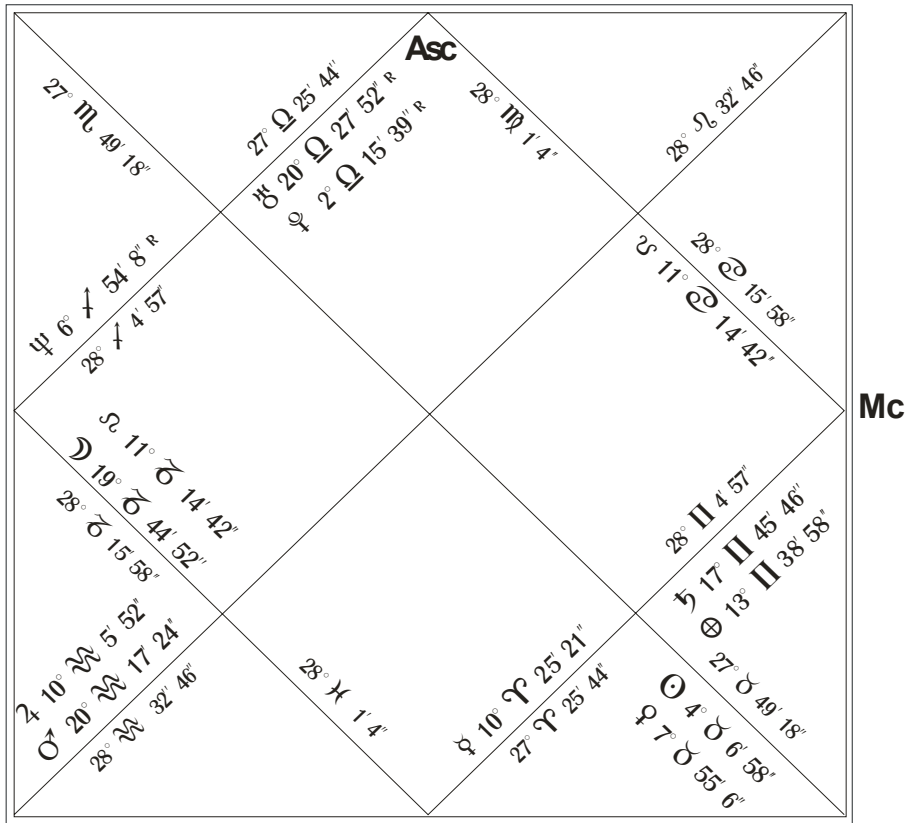 Asc
27° ♎ 25' 44"
♅ 20° ♎ 27' 52" R
♇ 2° ♎ 15' 39" R
28° ♍ 1' 4"
28° ♌ 32' 46"
27° ♏ 49' 18"
28° ♋ 15' 58"
☋ 11° ♋ 14' 42"
♆ 6° ♐ 54' 8" R
28° ♐ 4' 57"
Mc
☊ 11° ♑ 14' 42"
☽ 19° ♑ 44' 52"
28° ♑ 15' 58"
28° ♊ 4' 57"
♄ 17° ♊ 45' 46"
⊗ 13° ♊ 38' 58"
♃ 10° ♒ 5' 52"
♂ 20° ♒ 17' 24"
28° ♒ 32' 46"
28° ♓ 1' 4"
☿ 10° ♈ 25' 21"
27° ♈ 25' 44"
27° ♉ 49' 18"
☉ 4° ♉ 6' 58"
♀ 7° ♉ 55' 6"